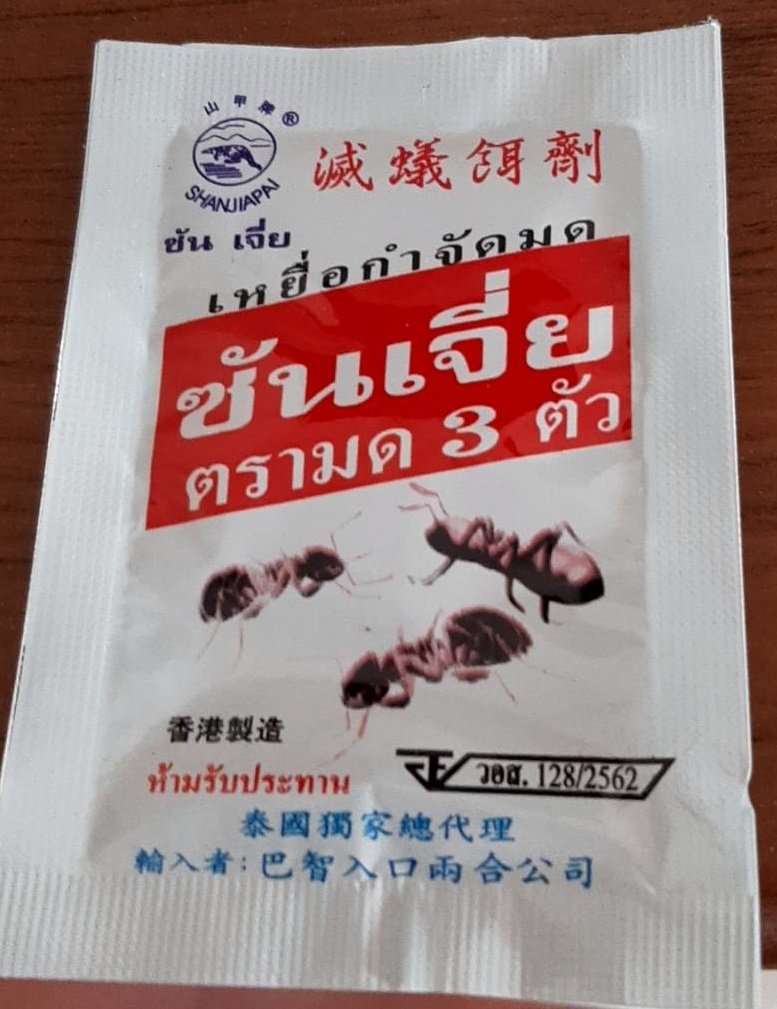 山甲牌®
SHANJIAPAI
滅蟻餌劑
ซัน เจี่ย
เหยื่อกำจัดมด
ซันเจี่ย
ตรามด 3 ตัว
香港製造
ห้ามรับประทาน
วอส. 128/2562
泰國獨家總代理
輸入者:巴智入口兩合公司